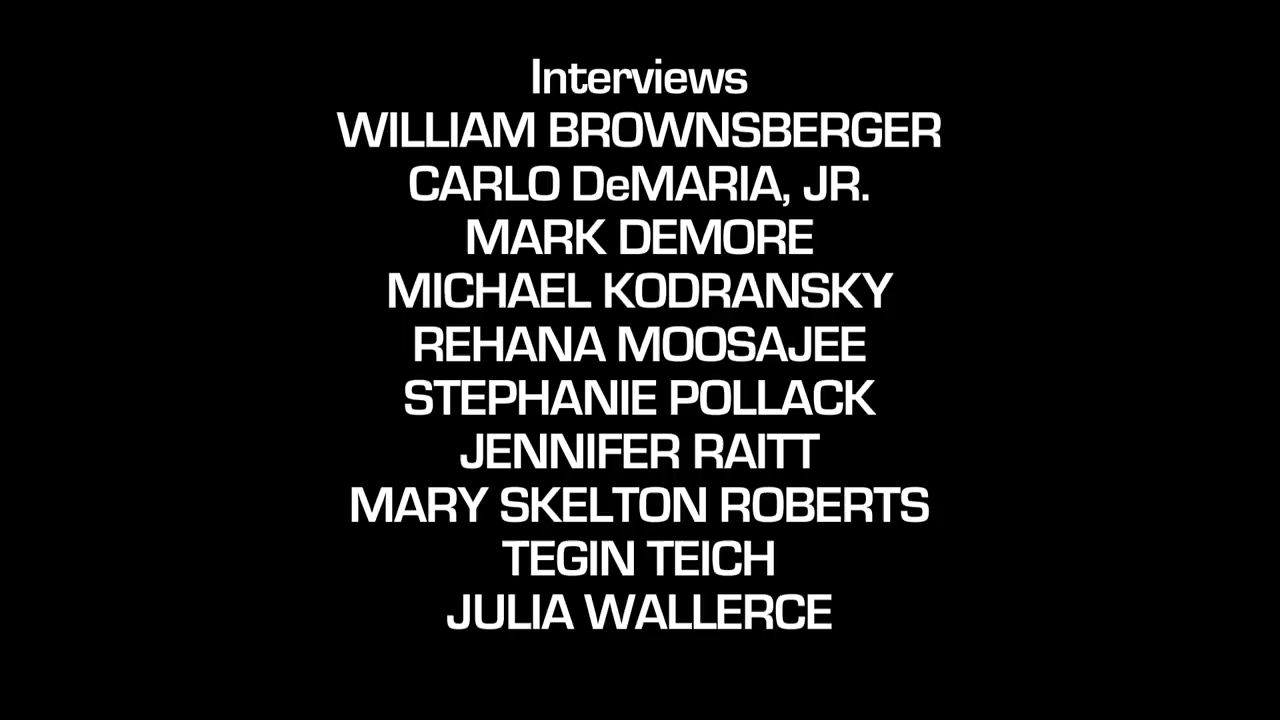 Interviews
WILLIAM BROWNSBERGER
CARLO DeMARIA, JR.
MARK DEMORE
MICHAEL KODRANSKY
REHANA MOOSAJEE
STEPHANIE POLLACK
JENNIFER RAITT
MARY SKELTON ROBERTS
TEGIN TEICH
JULIA WALLERCE